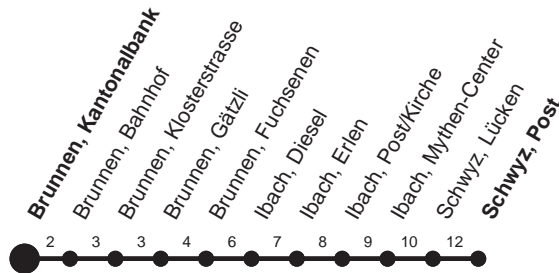 Brunnen, Kantonalbank
Brunnen, Bahnhof
Brunnen, Klosterstrasse
Brunnen, Gätzli
Brunnen, Fuchsenen
Ibach, Diesel
Ibach, Erlen
Ibach, Post/Kirche
Ibach, Mythen-Center
Schwyz, Lücken
Schwyz, Post
2 3 3 4 6 7 8 9 10 12